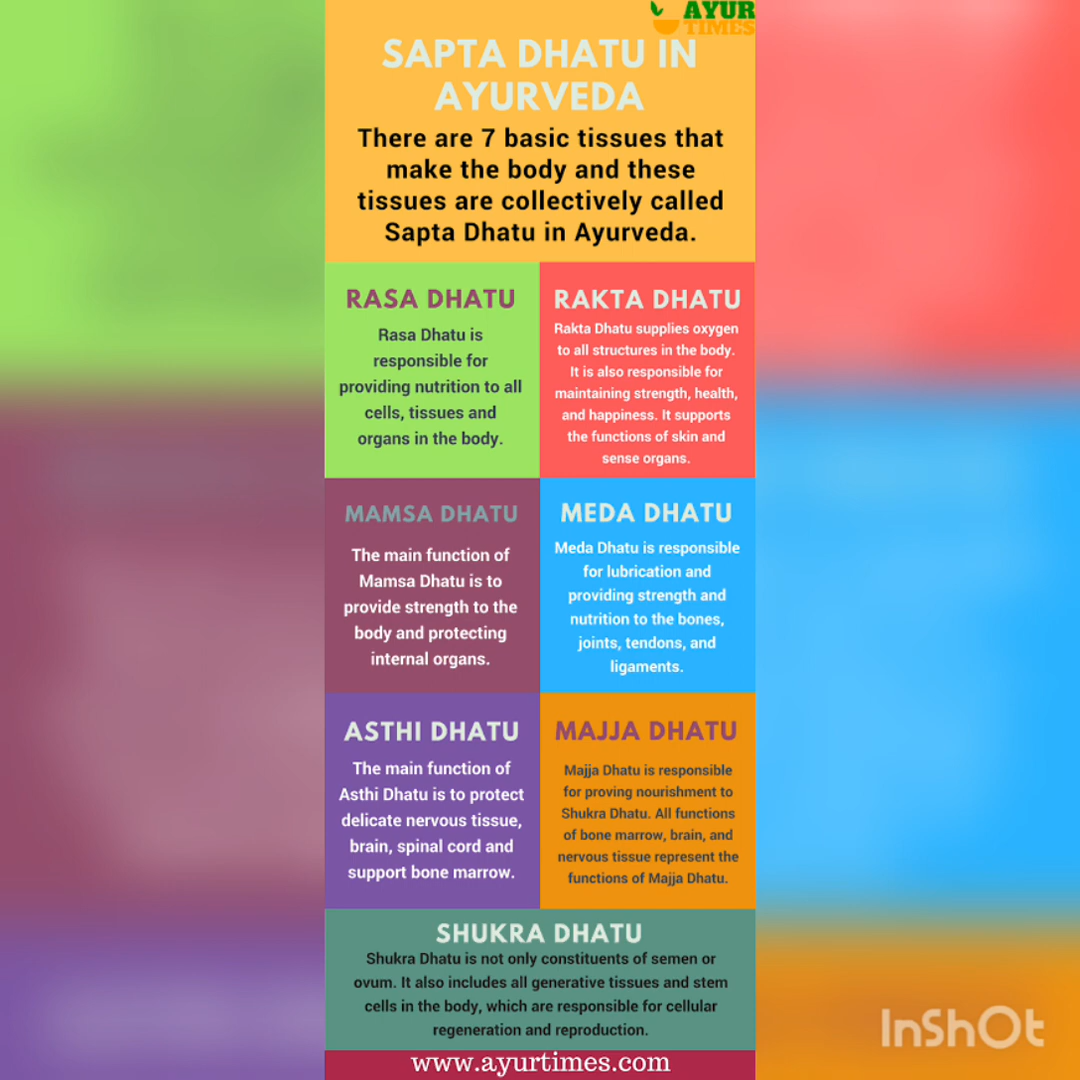 AYUR
TIMES
SAPTA DHATU IN
AYURVEDA
There are 7 basic tissues that
make the body and these
tissues are collectively called
Sapta Dhatu in Ayurveda.
RASA DHATU
Rasa Dhatu is
responsible for
providing nutrition to all
cells, tissues and
organs in the body.
RAKTA DHATU
Rakta Dhatu supplies oxygen
to all structures in the body.
It is also responsible for
maintaining strength, health,
and happiness. It supports
the functions of skin and
sense organs.
MAMSA DHATU
The main function of
Mamsa Dhatu is to
provide strength to the
body and protecting
internal organs.
MEDA DHATU
Meda Dhatu is responsible
for lubrication and
providing strength and
nutrition to the bones,
joints, tendons, and
ligaments.
ASTHI DHATU
The main function of
Asthi Dhatu is to protect
delicate nervous tissue,
brain, spinal cord and
support bone marrow.
MAJJA DHATU
Majja Dhatu is responsible
for proving nourishment to
Shukra Dhatu. All functions
of bone marrow, brain, and
nervous tissue represent the
functions of Majja Dhatu.
SHUKRA DHATU
Shukra Dhatu is not only constituents of semen or
ovum. It also includes all generative tissues and stem
cells in the body, which are responsible for cellular
regeneration and reproduction.
www.ayurtimes.com
InShOt